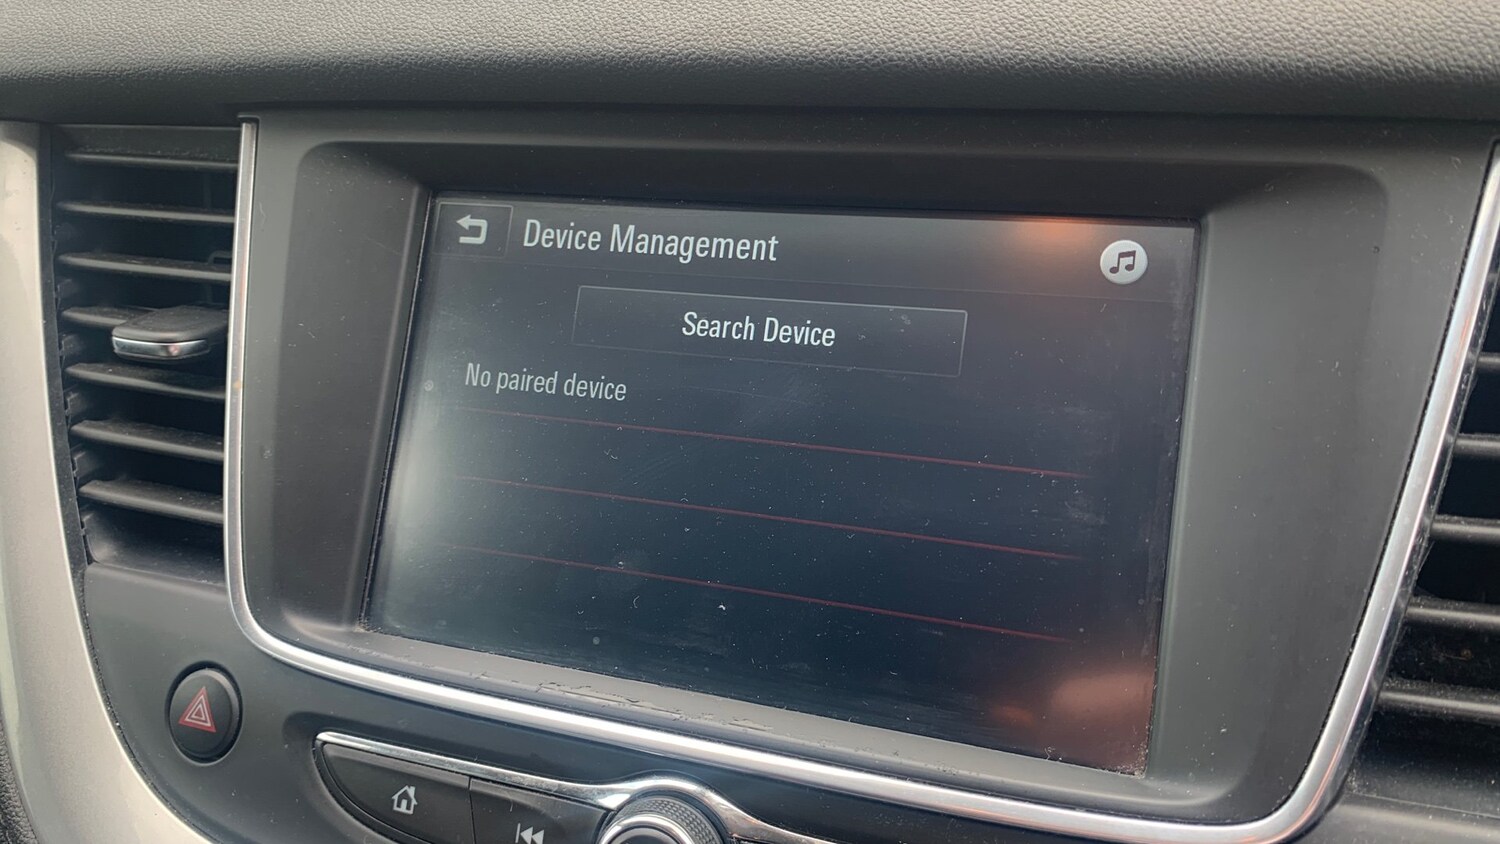 Device Management
Search Device
No paired device